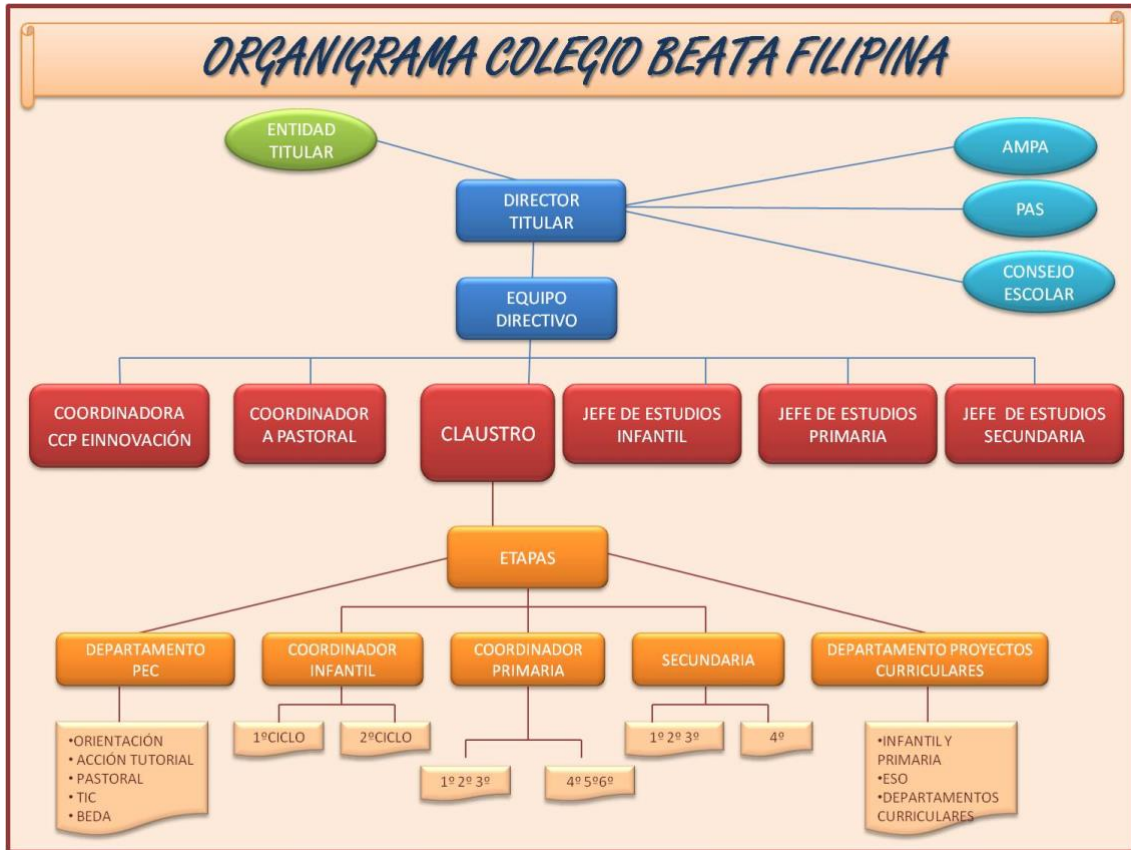 ORGANIGRAMA COLEGIO BEATA FILIPINA
ENTIDAD
TITULAR
AMPA
DIRECTOR
TITULAR
PAS
CONSEJO
ESCOLAR
EQUIPO
DIRECTIVO
COORDINADORA
CCP EINNOVACIÓN
COORDINADOR
A PASTORAL
CLAUSTRO
JEFE DE ESTUDIOS
INFANTIL
JEFE DE ESTUDIOS
PRIMARIA
JEFE DE ESTUDIOS
SECUNDARIA
ETAPAS
DEPARTAMENTO
PEC
COORDINADOR
INFANTIL
COORDINADOR
PRIMARIA
SECUNDARIA
DEPARTAMENTO PROYECTOS
CURRICULARES
•ORIENTACIÓN
• ACCIÓN TUTORIAL
• PASTORAL
• TIC
• BEDA
1ºCICLO
2ºCICLO
1º 2º 3º
4º 5º6º
1º 2º 3º
4º
•INFANTIL Y
PRIMARIA
•ESO
•DEPARTAMENTOS
CURRICULARES